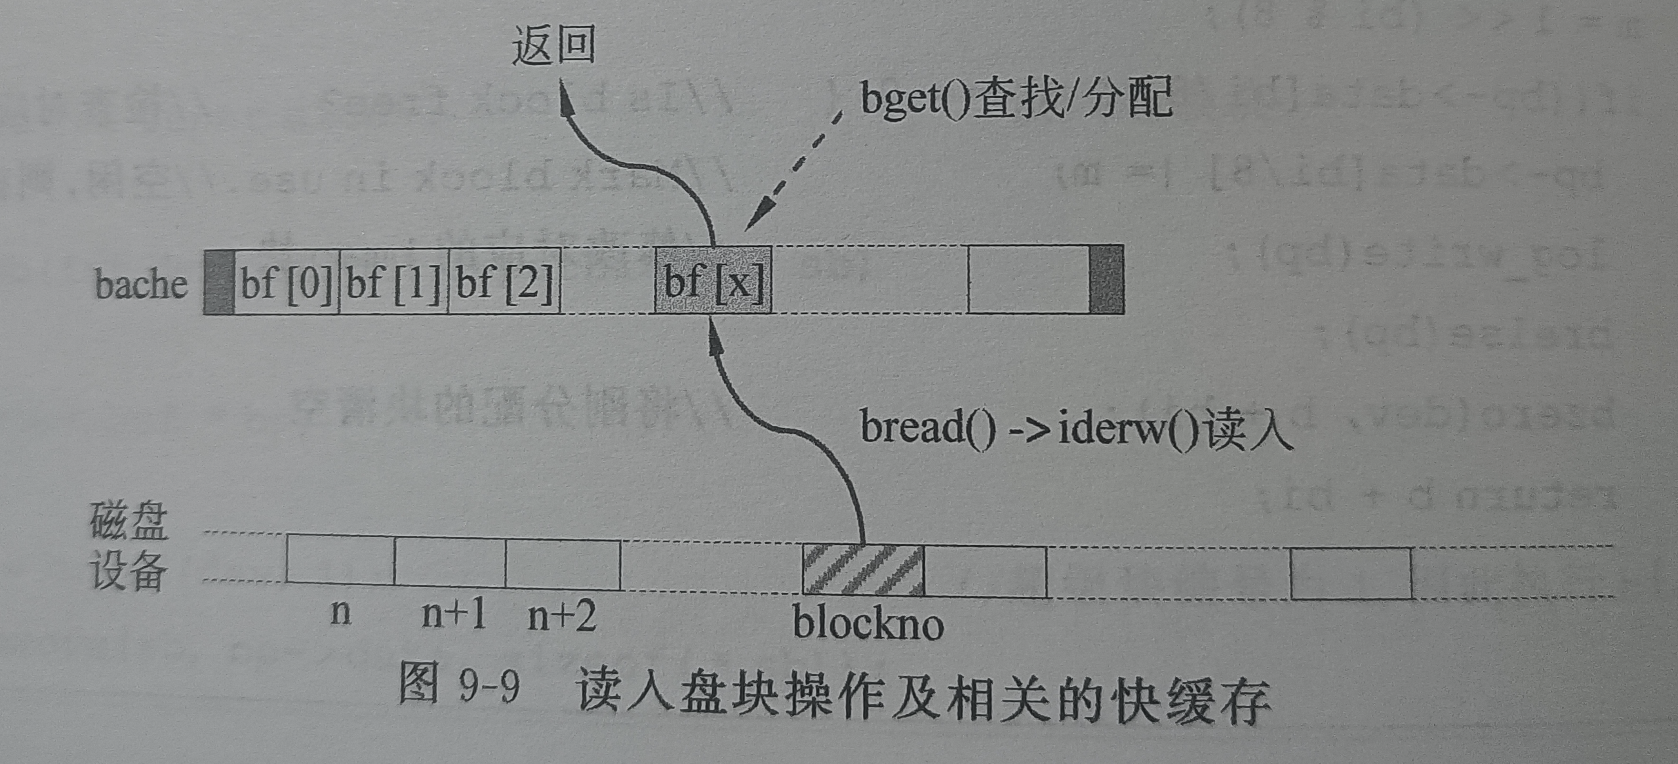 返回
bget()查找/分配
bache bf [0] bf [1] bf [2] bf [x]
bread() ->iderw()读入
磁盘
设备
n n+1 n+2 blockno
图 9-9 读入盘块操作及相关的快缓存